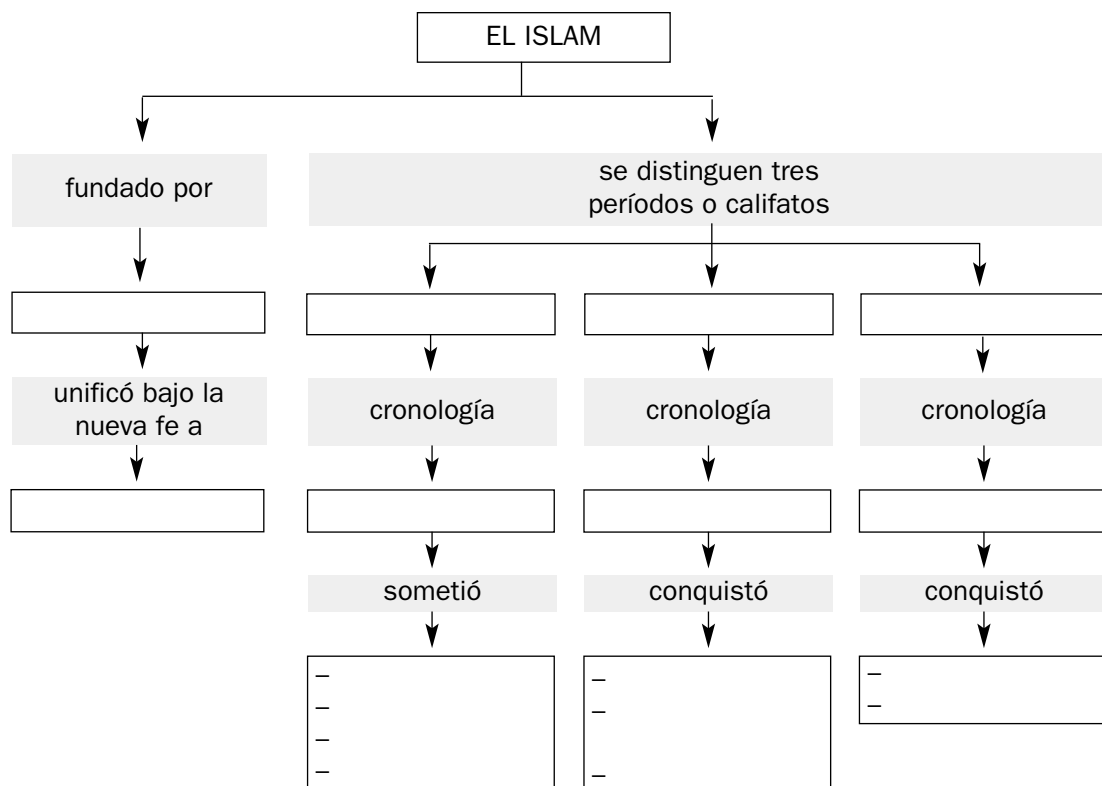 EL ISLAM
fundado por
se distinguen tres
períodos o califatos
unificó bajo la
nueva fe a
cronología
cronología
cronología
sometió
conquistó
conquistó
–
–
–
–
–
–
–
–
–